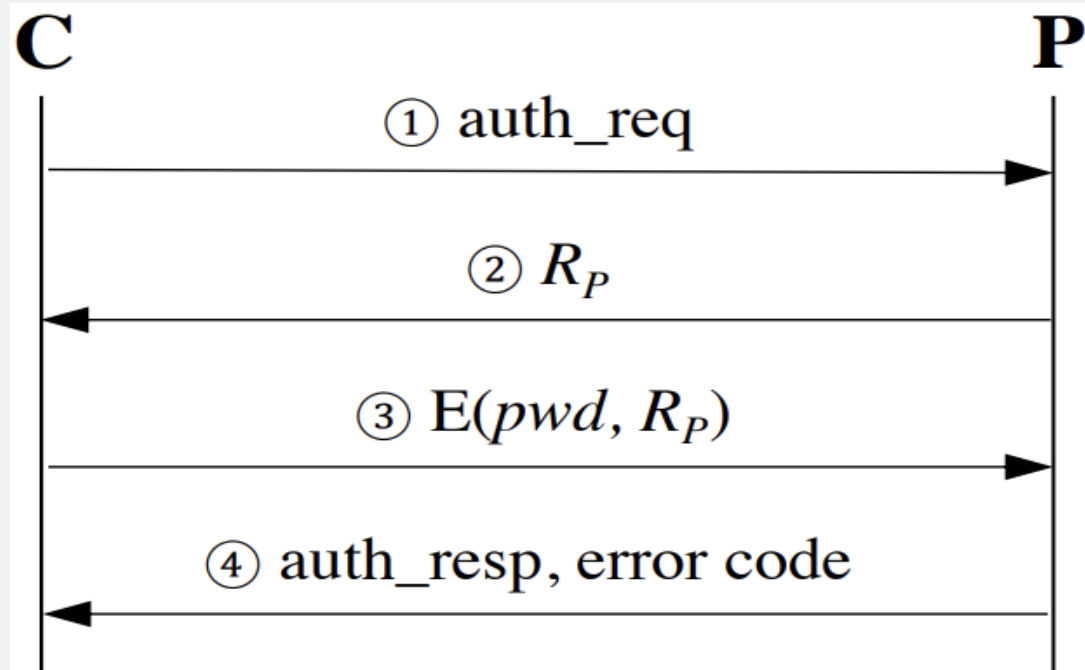 C P
① auth_req
② R_P
③ E(pwd, R_P)
④ auth_resp, error code